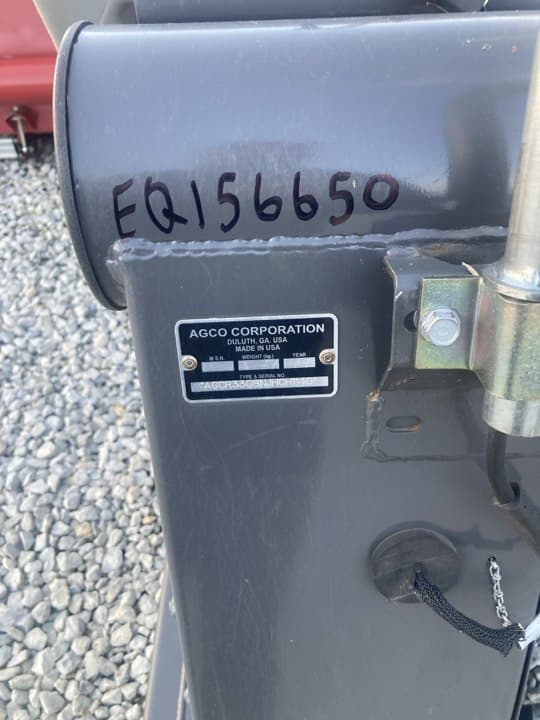 EQ156650
AGCO CORPORATION
DULUTH, GA. USA
MADE IN USA
M.S.N. WEIGHT (kg.) YEAR
TYPE & SERIAL NO.